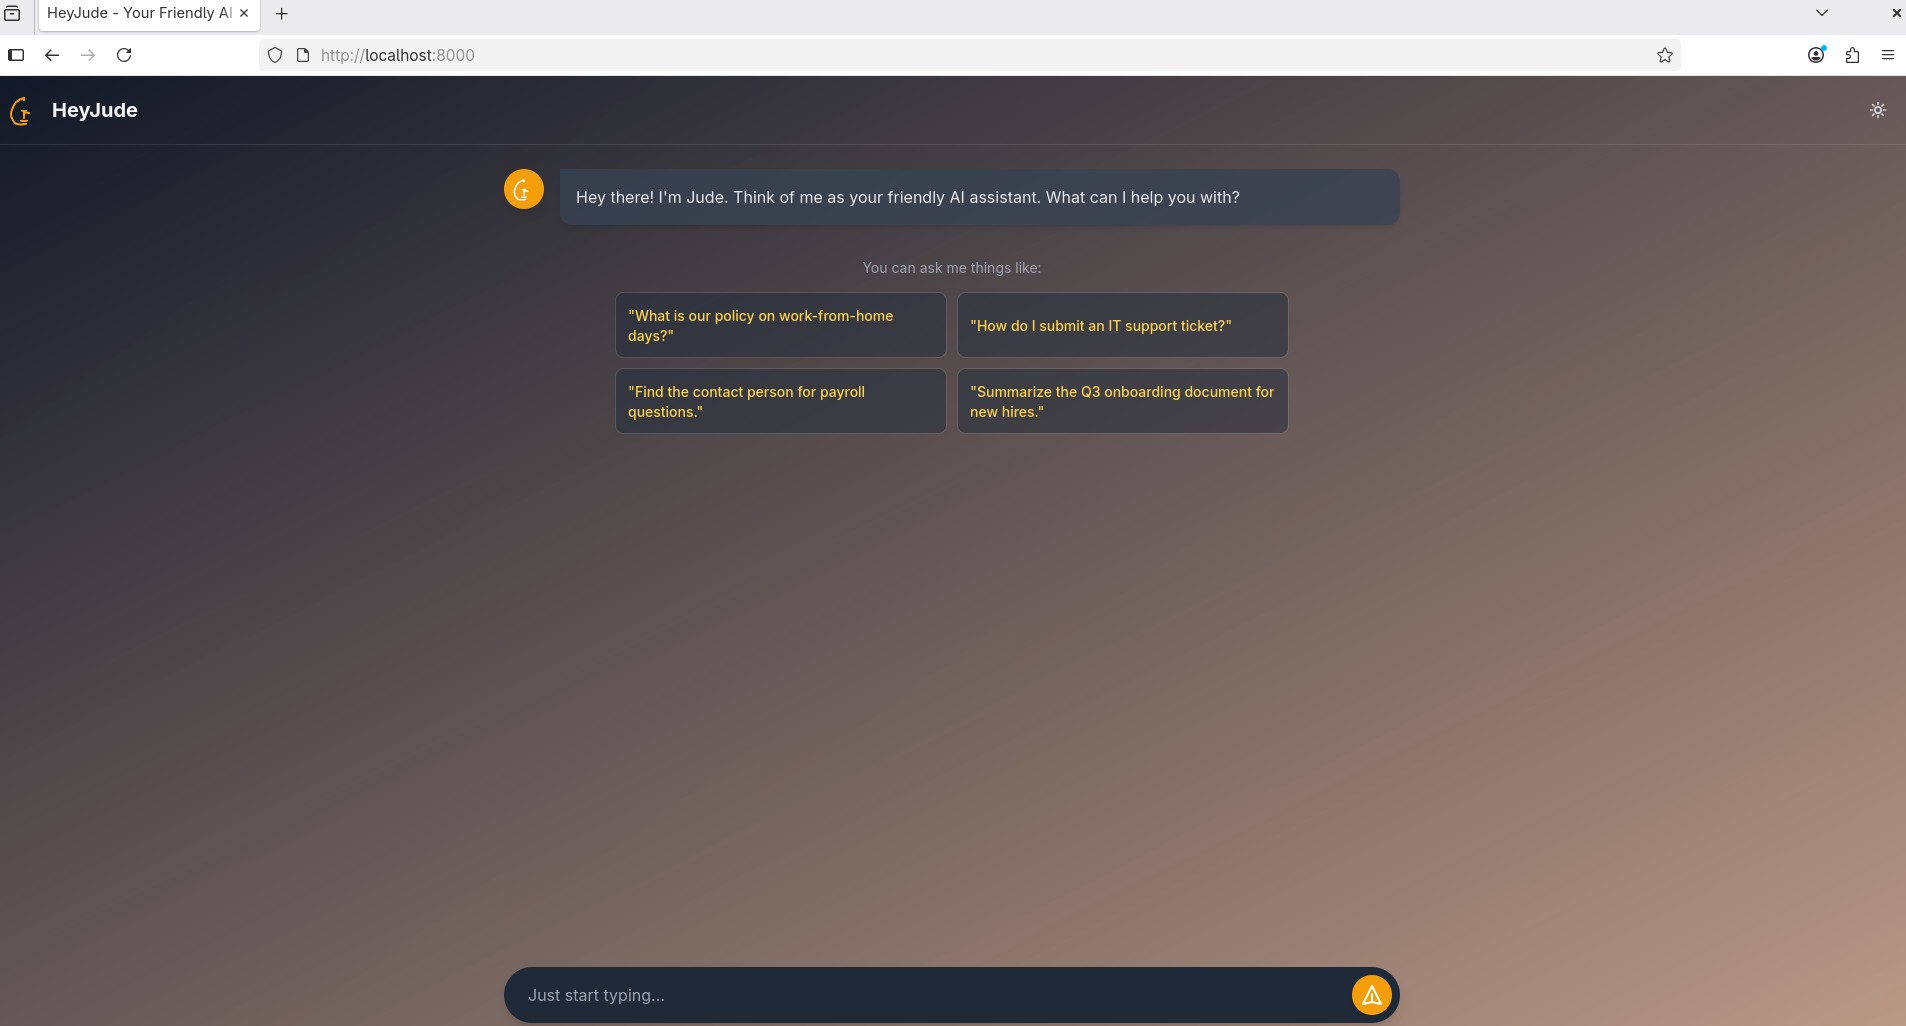 HeyJude - Your Friendly AI
http://localhost:8000
HeyJude
Hey there! I'm Jude. Think of me as your friendly AI assistant. What can I help you with?
You can ask me things like:
"What is our policy on work-from-home
days?"
"How do I submit an IT support ticket?"
"Find the contact person for payroll
questions."
"Summarize the Q3 onboarding document for
new hires."
Just start typing...